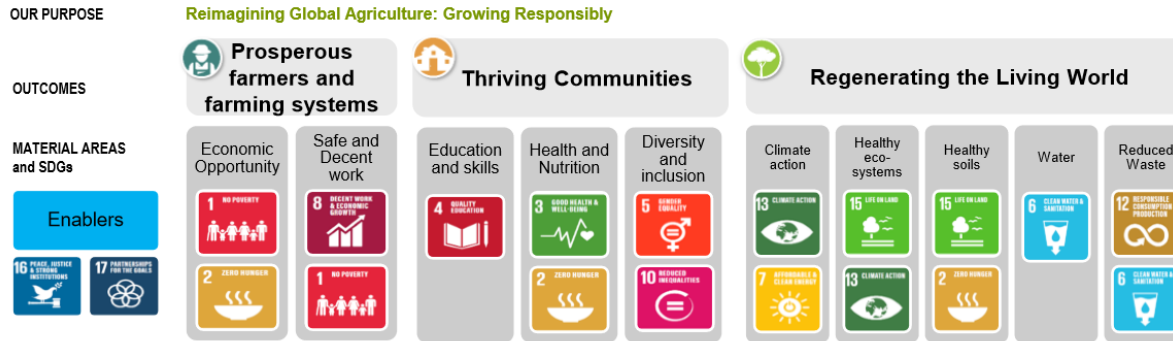 OUR PURPOSE
Reimagining Global Agriculture: Growing Responsibly
OUTCOMES
Prosperous
farmers and
farming systems
Thriving Communities
Regenerating the Living World
MATERIAL AREAS
and SDGs
Economic
Opportunity
Safe and
Decent
work
Education
and skills
Health and
Nutrition
Diversity
and
inclusion
Climate
action
Healthy
eco-
systems
Healthy
soils
Water
Reduced
Waste
Enablers
16 PEACE, JUSTICE
& STRONG
INSTITUTIONS
17 PARTNERSHIPS
FOR THE GOALS
1 NO POVERTY
8 DECENT WORK
& ECONOMIC
GROWTH
4 QUALITY
EDUCATION
3 GOOD HEALTH &
WELL-BEING
5 GENDER
EQUALITY
13 CLIMATE ACTION
15 LIFE ON LAND
15 LIFE ON LAND
6 CLEAN WATER &
SANITATION
12 RESPONSIBLE
CONSUMPTION
PRODUCTION
2 ZERO HUNGER
1 NO POVERTY
2 ZERO HUNGER
10 REDUCED
INEQUALITIES
7 AFFORDABLE &
CLEAN ENERGY
13 CLIMATE ACTION
2 ZERO HUNGER
6 CLEAN WATER &
SANITATION